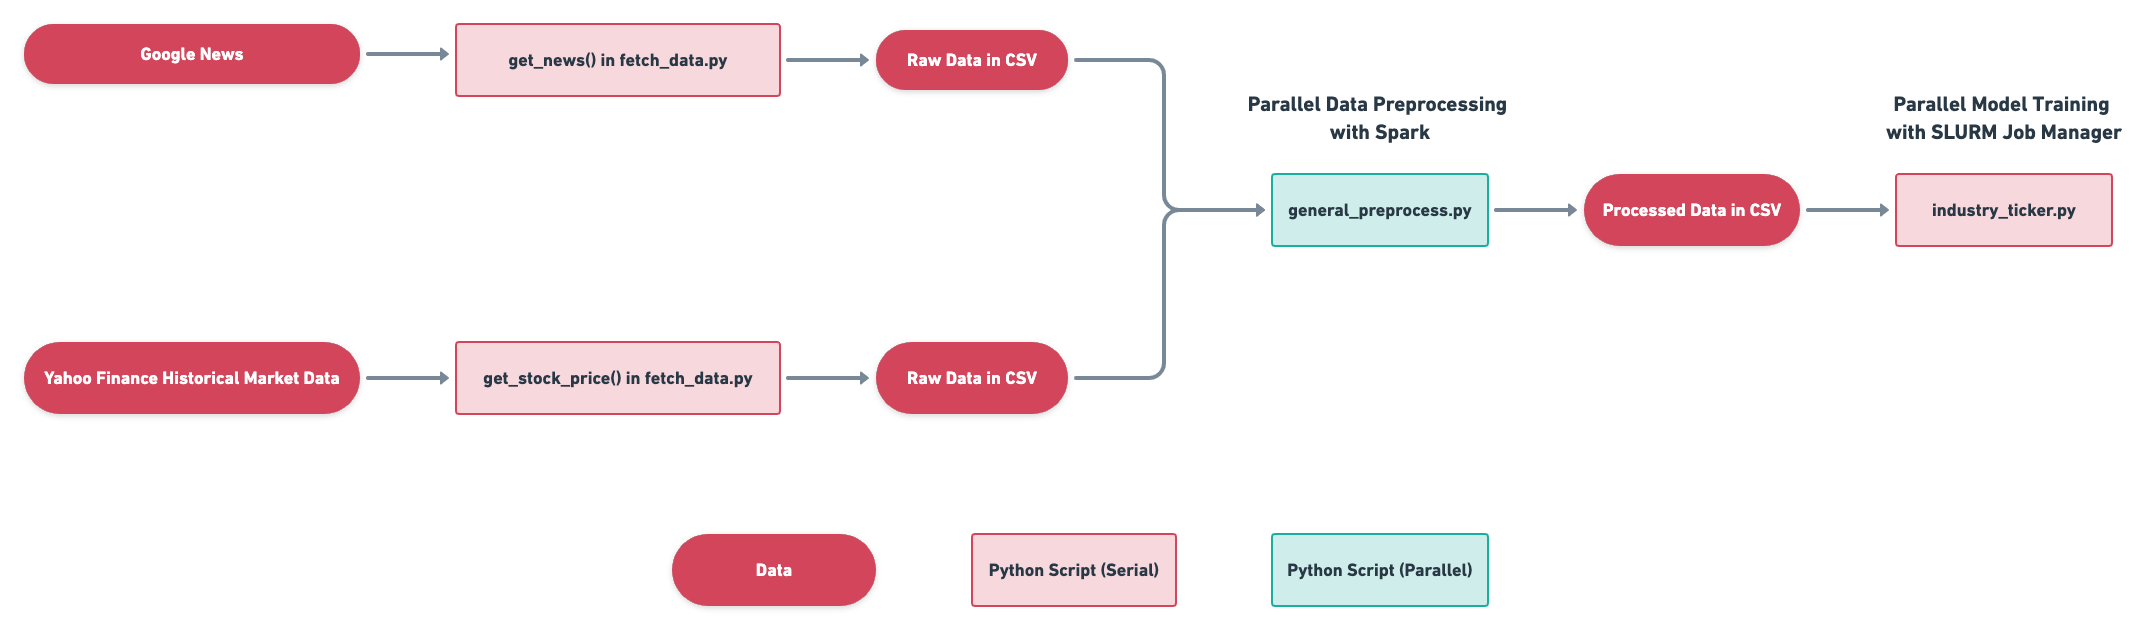 Google News
get_news() in fetch_data.py
Raw Data in CSV
Parallel Data Preprocessing
with Spark
Parallel Model Training
with SLURM Job Manager
general_preprocess.py
Processed Data in CSV
industry_ticker.py
Yahoo Finance Historical Market Data
get_stock_price() in fetch_data.py
Raw Data in CSV
Data
Python Script (Serial)
Python Script (Parallel)